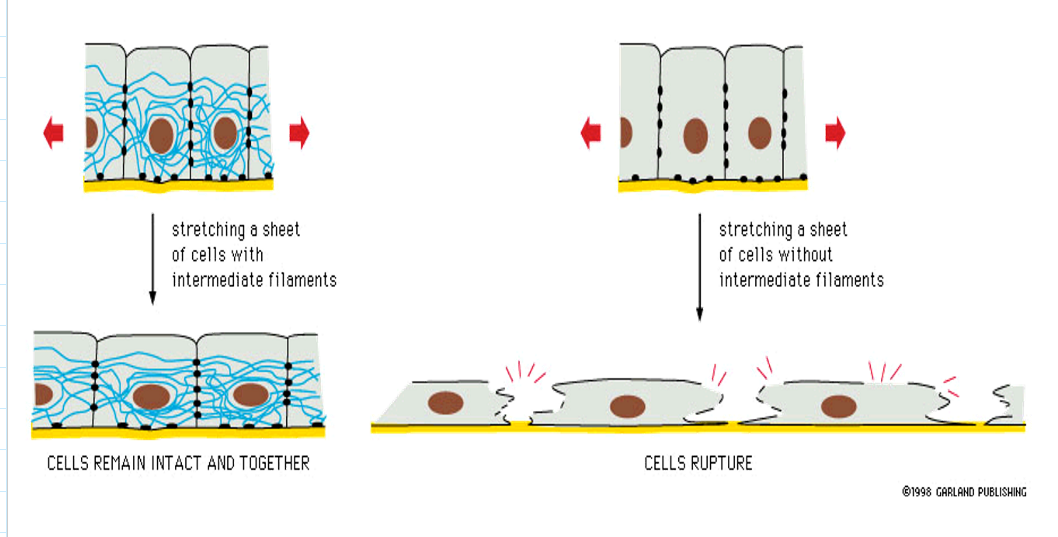 stretching a sheet
of cells with
intermediate filaments
stretching a sheet
of cells without
intermediate filaments
CELLS REMAIN INTACT AND TOGETHER
CELLS RUPTURE
©1998 GARLAND PUBLISHING